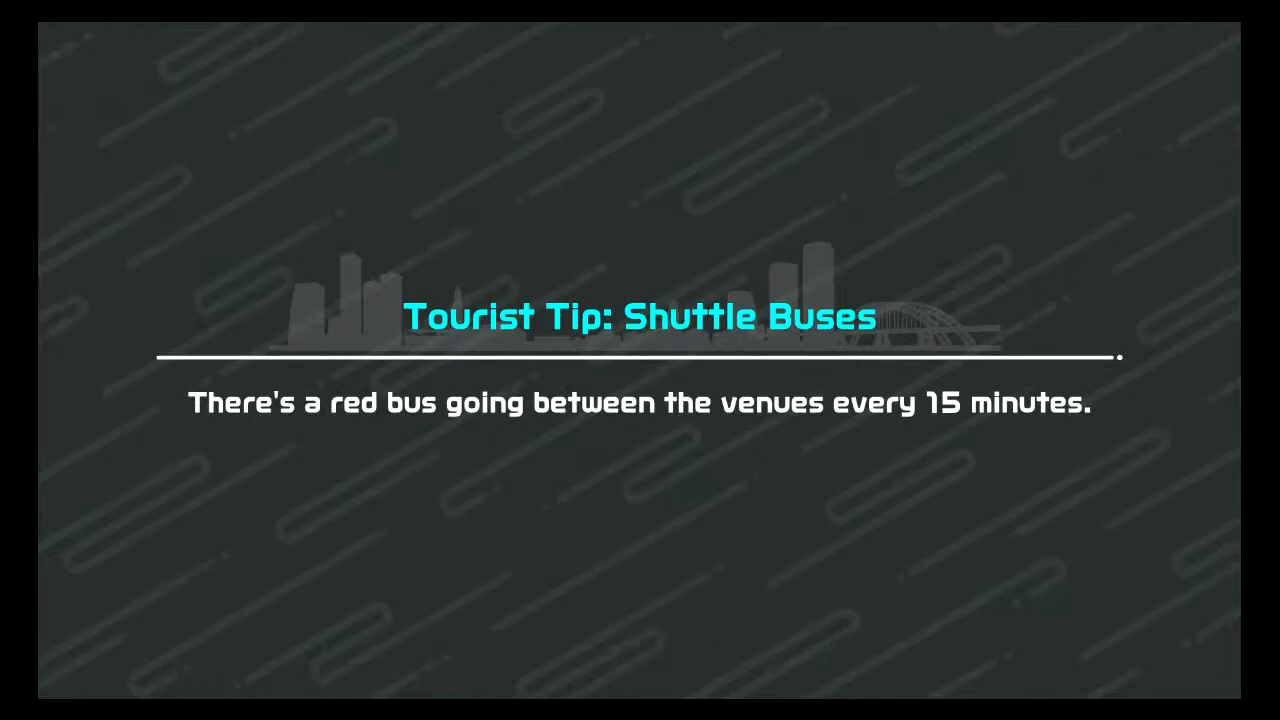 Tourist Tip: Shuttle Buses
There's a red bus going between the venues every 15 minutes.